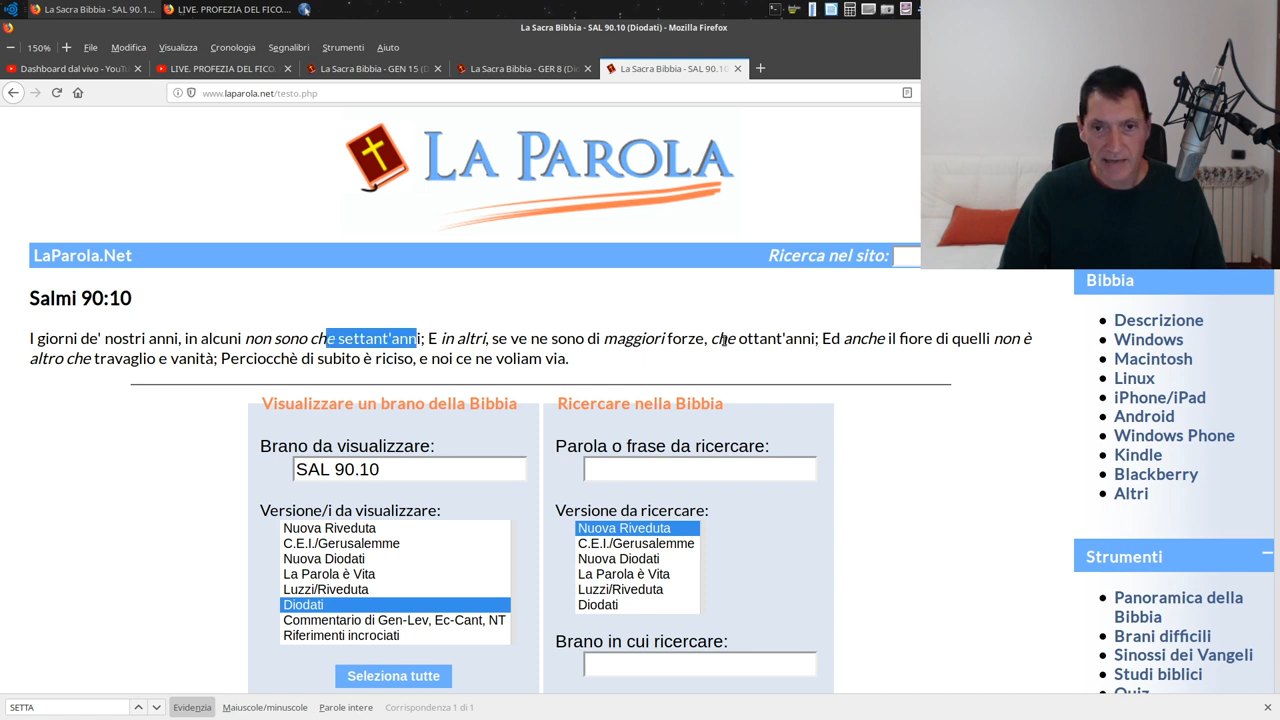 La Sacra Bibbia - SAL 90.1...
LIVE. PROFEZIA DEL FICO....
La Sacra Bibbia - SAL 90.10 (Diodati) - Mozilla Firefox
150% File Modifica Visualizza Cronologia Segnalibri Strumenti Aiuto
Dashboard dal vivo - YouTu
LIVE. PROFEZIA DEL FICO.
La Sacra Bibbia - GEN 15 (Di
La Sacra Bibbia - GER 8 (Dio
La Sacra Bibbia - SAL 90.10
www.laparola.net/testo.php
LA PAROLA
LaParola.Net
Ricerca nel sito:
Salmi 90:10
I giorni de' nostri anni, in alcuni non sono che settant'anni; E in altri, se ve ne sono di maggiori forze, che ottant'anni; Ed anche il fiore di quelli non è
altro che travaglio e vanità; Perciocchè di subito è riciso, e noi ce ne voliam via.
Visualizzare un brano della Bibbia
Brano da visualizzare:
SAL 90.10
Versione/i da visualizzare:
Nuova Riveduta
C.E.I./Gerusalemme
Nuova Diodati
La Parola è Vita
Luzzi/Riveduta
Diodati
Commentario di Gen-Lev, Ec-Cant, NT
Riferimenti incrociati
Seleziona tutte
Ricercare nella Bibbia
Parola o frase da ricercare:
Versione da ricercare:
Nuova Riveduta
C.E.I./Gerusalemme
Nuova Diodati
La Parola è Vita
Luzzi/Riveduta
Diodati
Brano in cui ricercare:
Bibbia
Descrizione
Windows
Macintosh
Linux
iPhone/iPad
Android
Windows Phone
Kindle
Blackberry
Altri
Strumenti
Panoramica della
Bibbia
Brani difficili
Sinossi dei Vangeli
Studi biblici
Quiz
SETTA
Evidenzia Maiuscole/minuscole Parole intere Corrispondenza 1 di 1